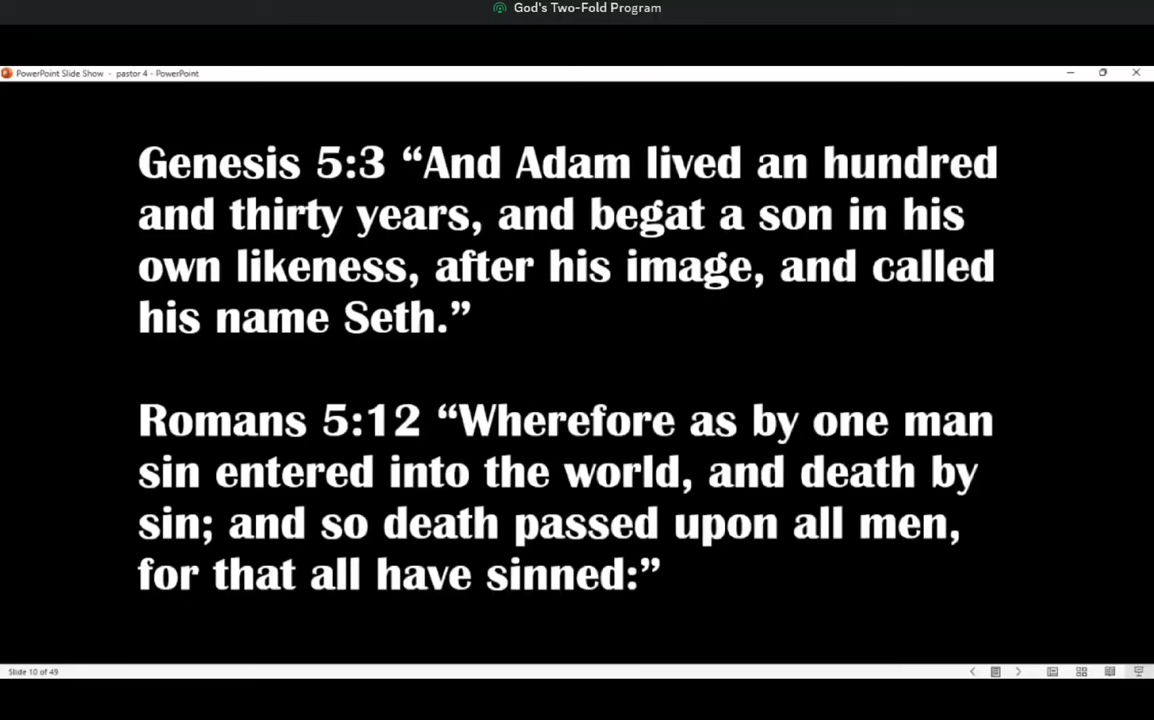 God's Two-Fold Program
PowerPoint Slide Show - pastor 4 - PowerPoint
Genesis 5:3 “And Adam lived an hundred
and thirty years, and begat a son in his
own likeness, after his image, and called
his name Seth.”
Romans 5:12 “Wherefore as by one man
sin entered into the world, and death by
sin; and so death passed upon all men,
for that all have sinned:”
Slide 10 of 49